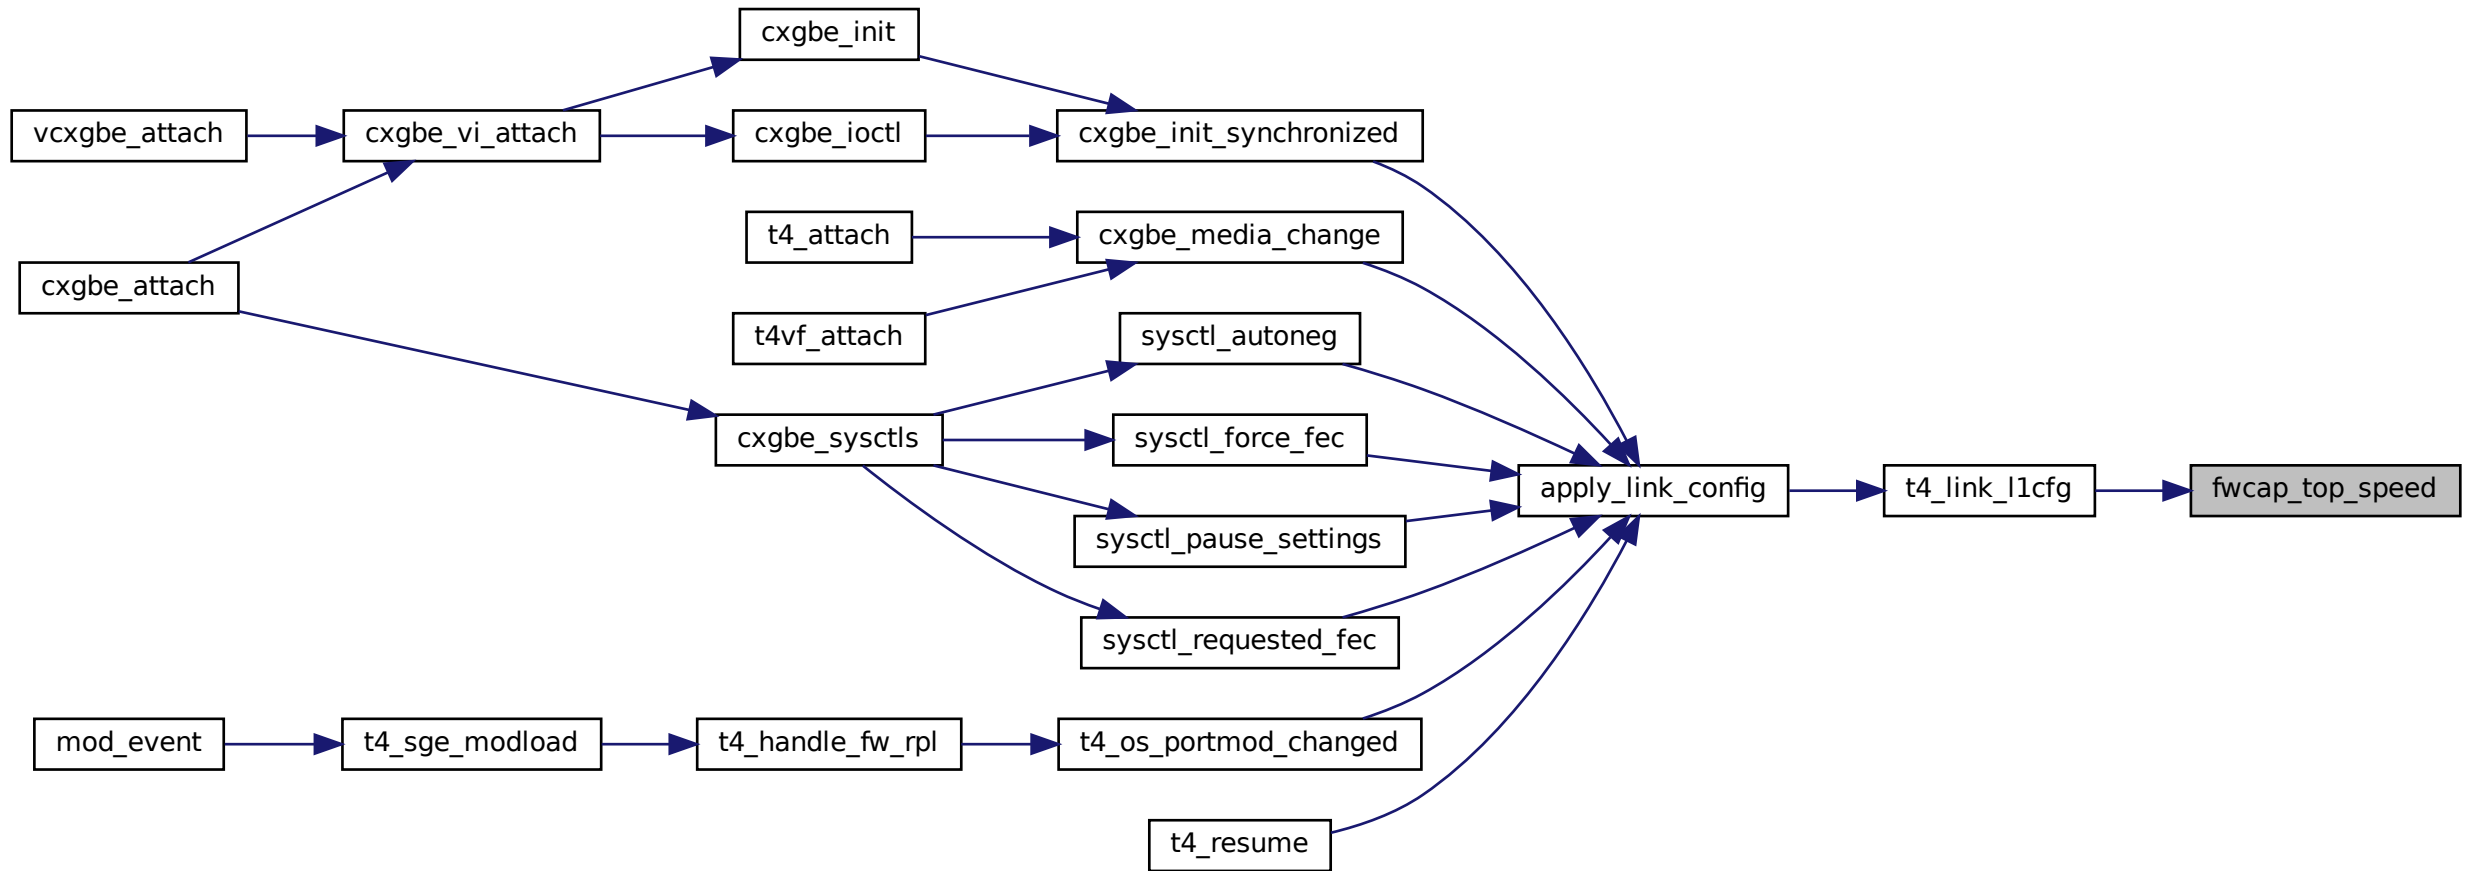 cxgbe_init
vcxgbe_attach
cxgbe_vi_attach
cxgbe_ioctl
cxgbe_init_synchronized
t4_attach
cxgbe_media_change
cxgbe_attach
t4vf_attach
sysctl_autoneg
cxgbe_sysctls
sysctl_force_fec
apply_link_config
t4_link_l1cfg
fwcap_top_speed
sysctl_pause_settings
sysctl_requested_fec
mod_event
t4_sge_modload
t4_handle_fw_rpl
t4_os_portmod_changed
t4_resume